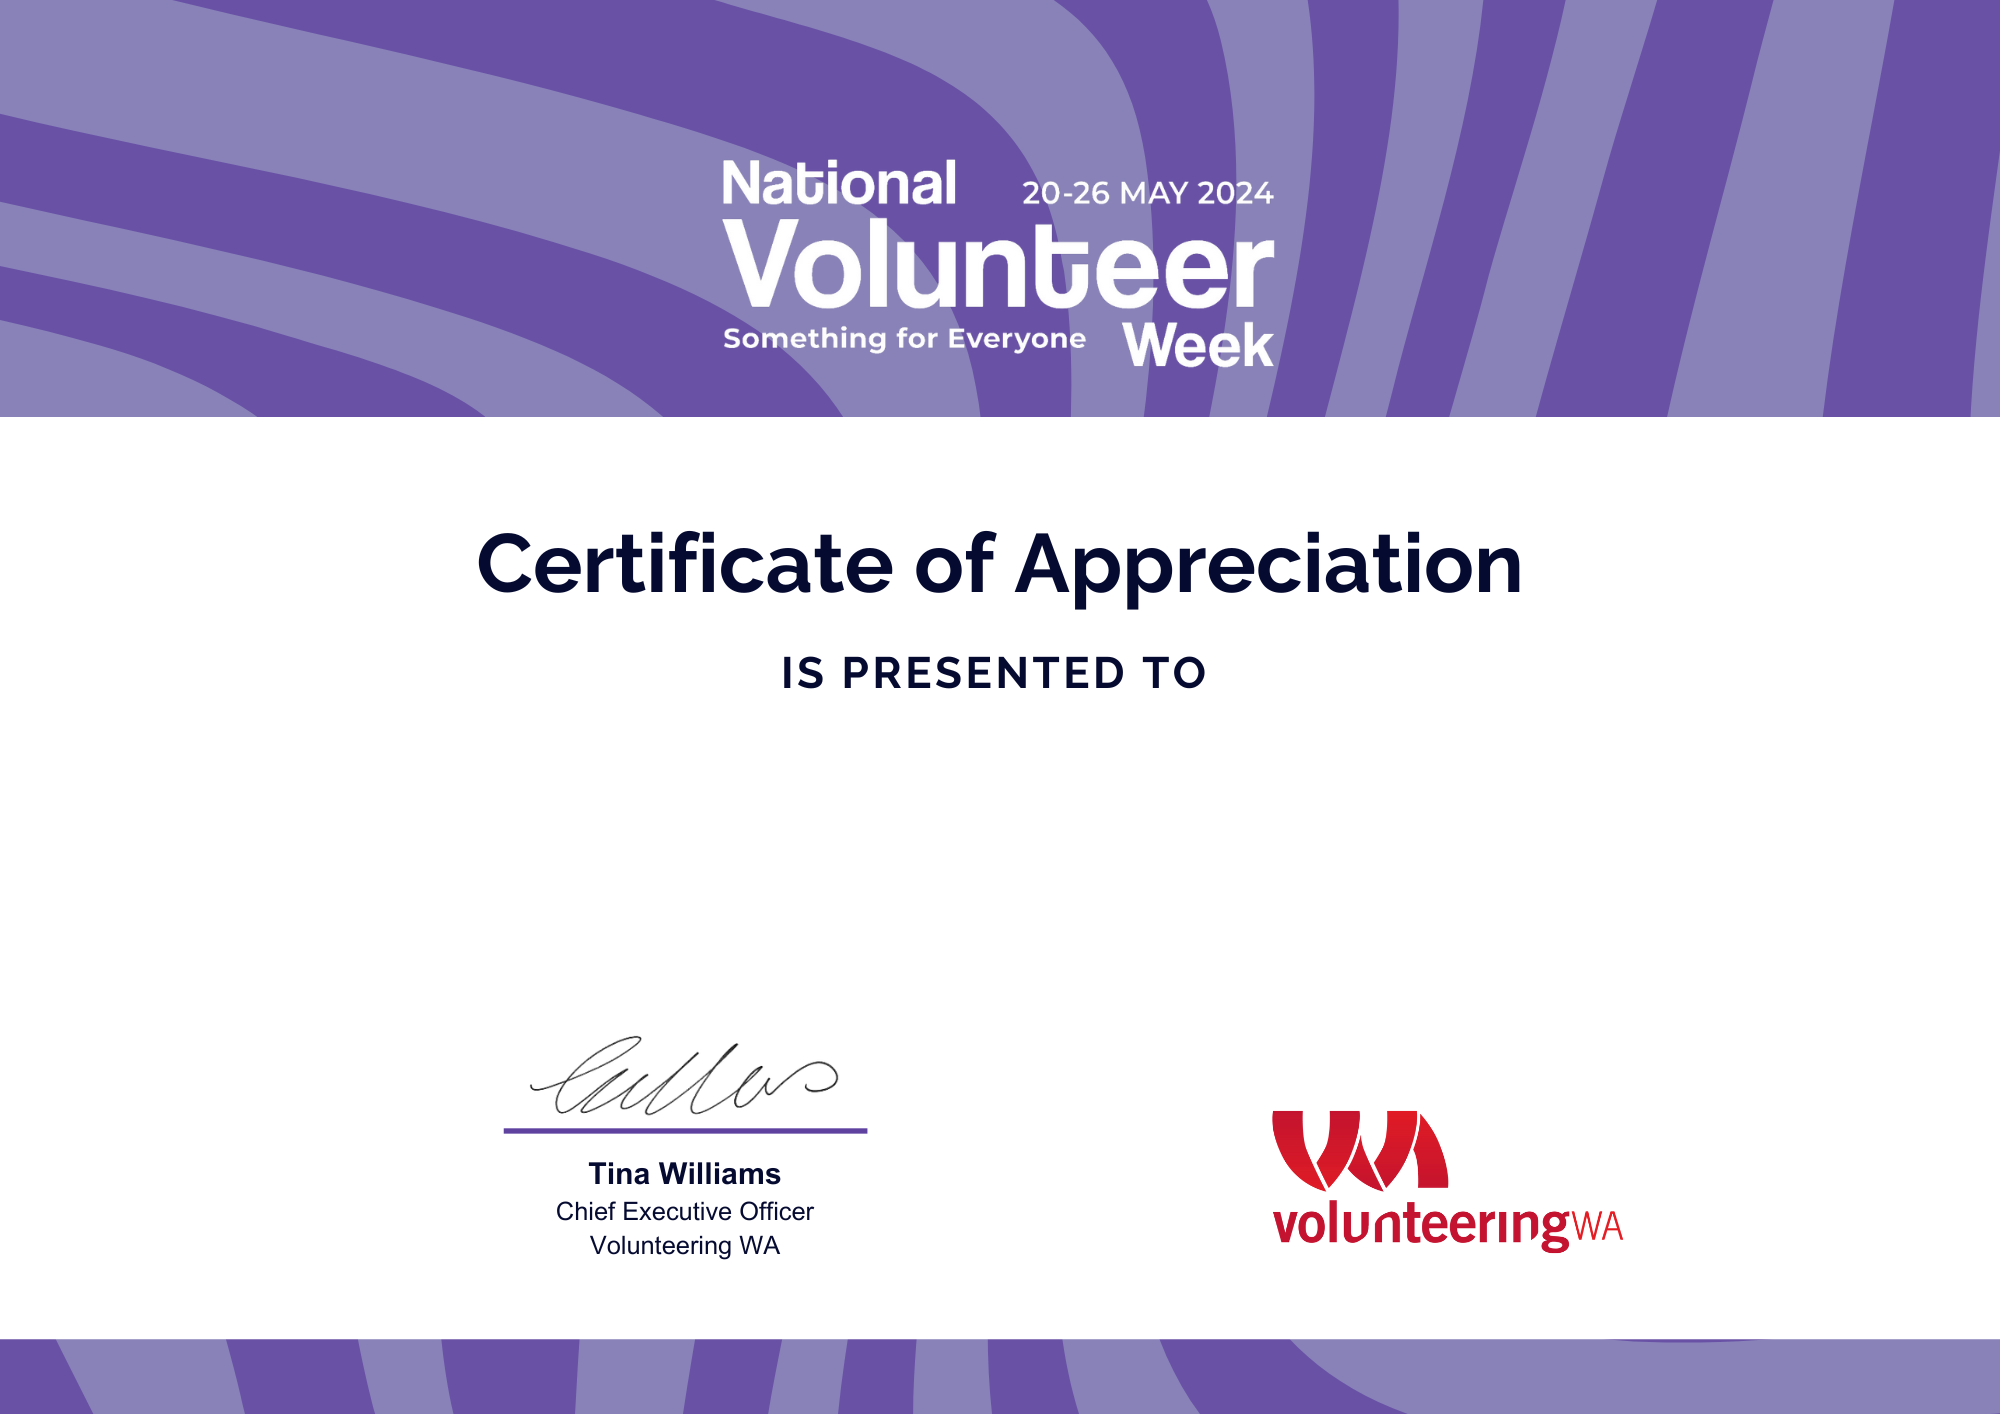 National
20-26 MAY 2024
Volunteer
Something for Everyone
Week
Certificate of Appreciation
IS PRESENTED TO
Tina Williams
Chief Executive Officer
Volunteering WA
volunteeringWA